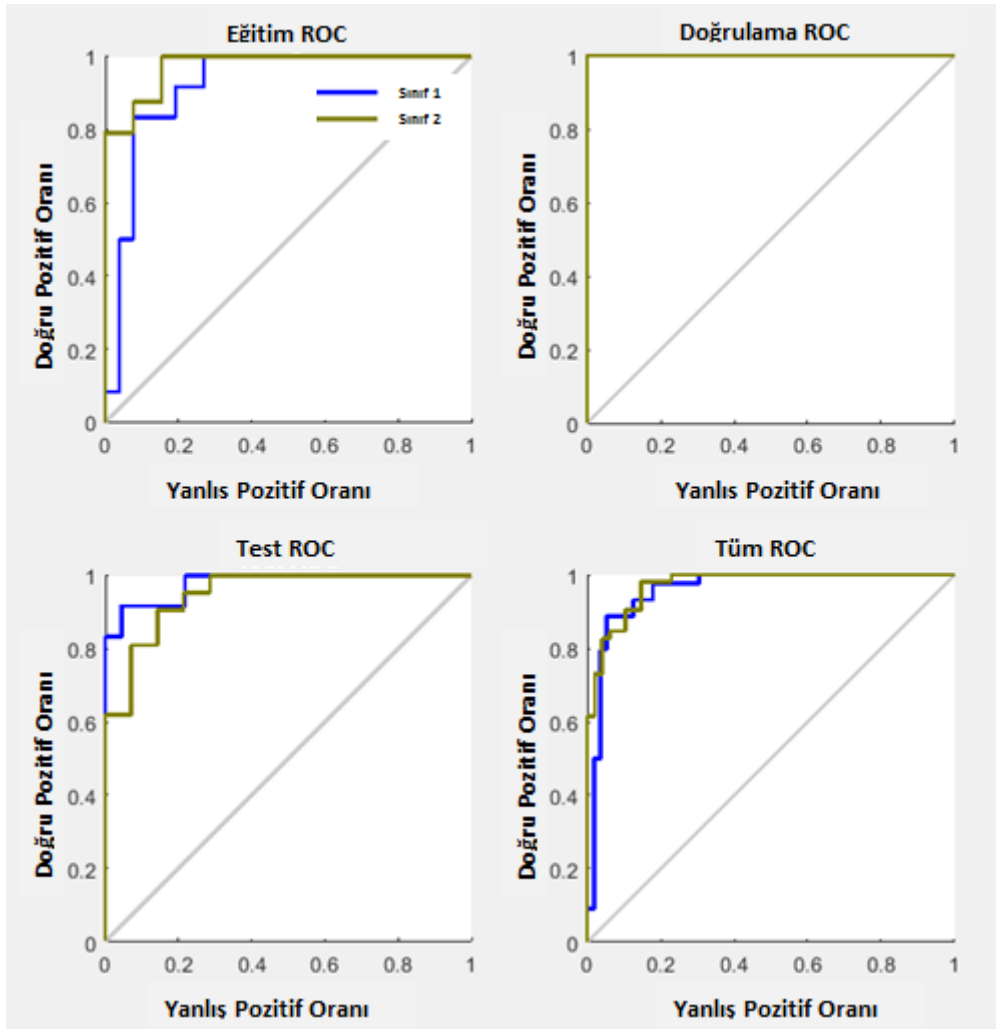 Eğitim ROC
1
0.8
0.6
0.4
0.2
0
Doğru Pozitif Oranı
Sınıf 1
Sınıf 2
0 0.2 0.4 0.6 0.8 1
Yanlış Pozitif Oranı
Doğrulama ROC
1
0.8
0.6
0.4
0.2
0
Doğru Pozitif Oranı
0 0.2 0.4 0.6 0.8 1
Yanlış Pozitif Oranı
Test ROC
1
0.8
0.6
0.4
0.2
0
Doğru Pozitif Oranı
0 0.2 0.4 0.6 0.8 1
Yanlış Pozitif Oranı
Tüm ROC
1
0.8
0.6
0.4
0.2
0
Doğru Pozitif Oranı
0 0.2 0.4 0.6 0.8 1
Yanlış Pozitif Oranı